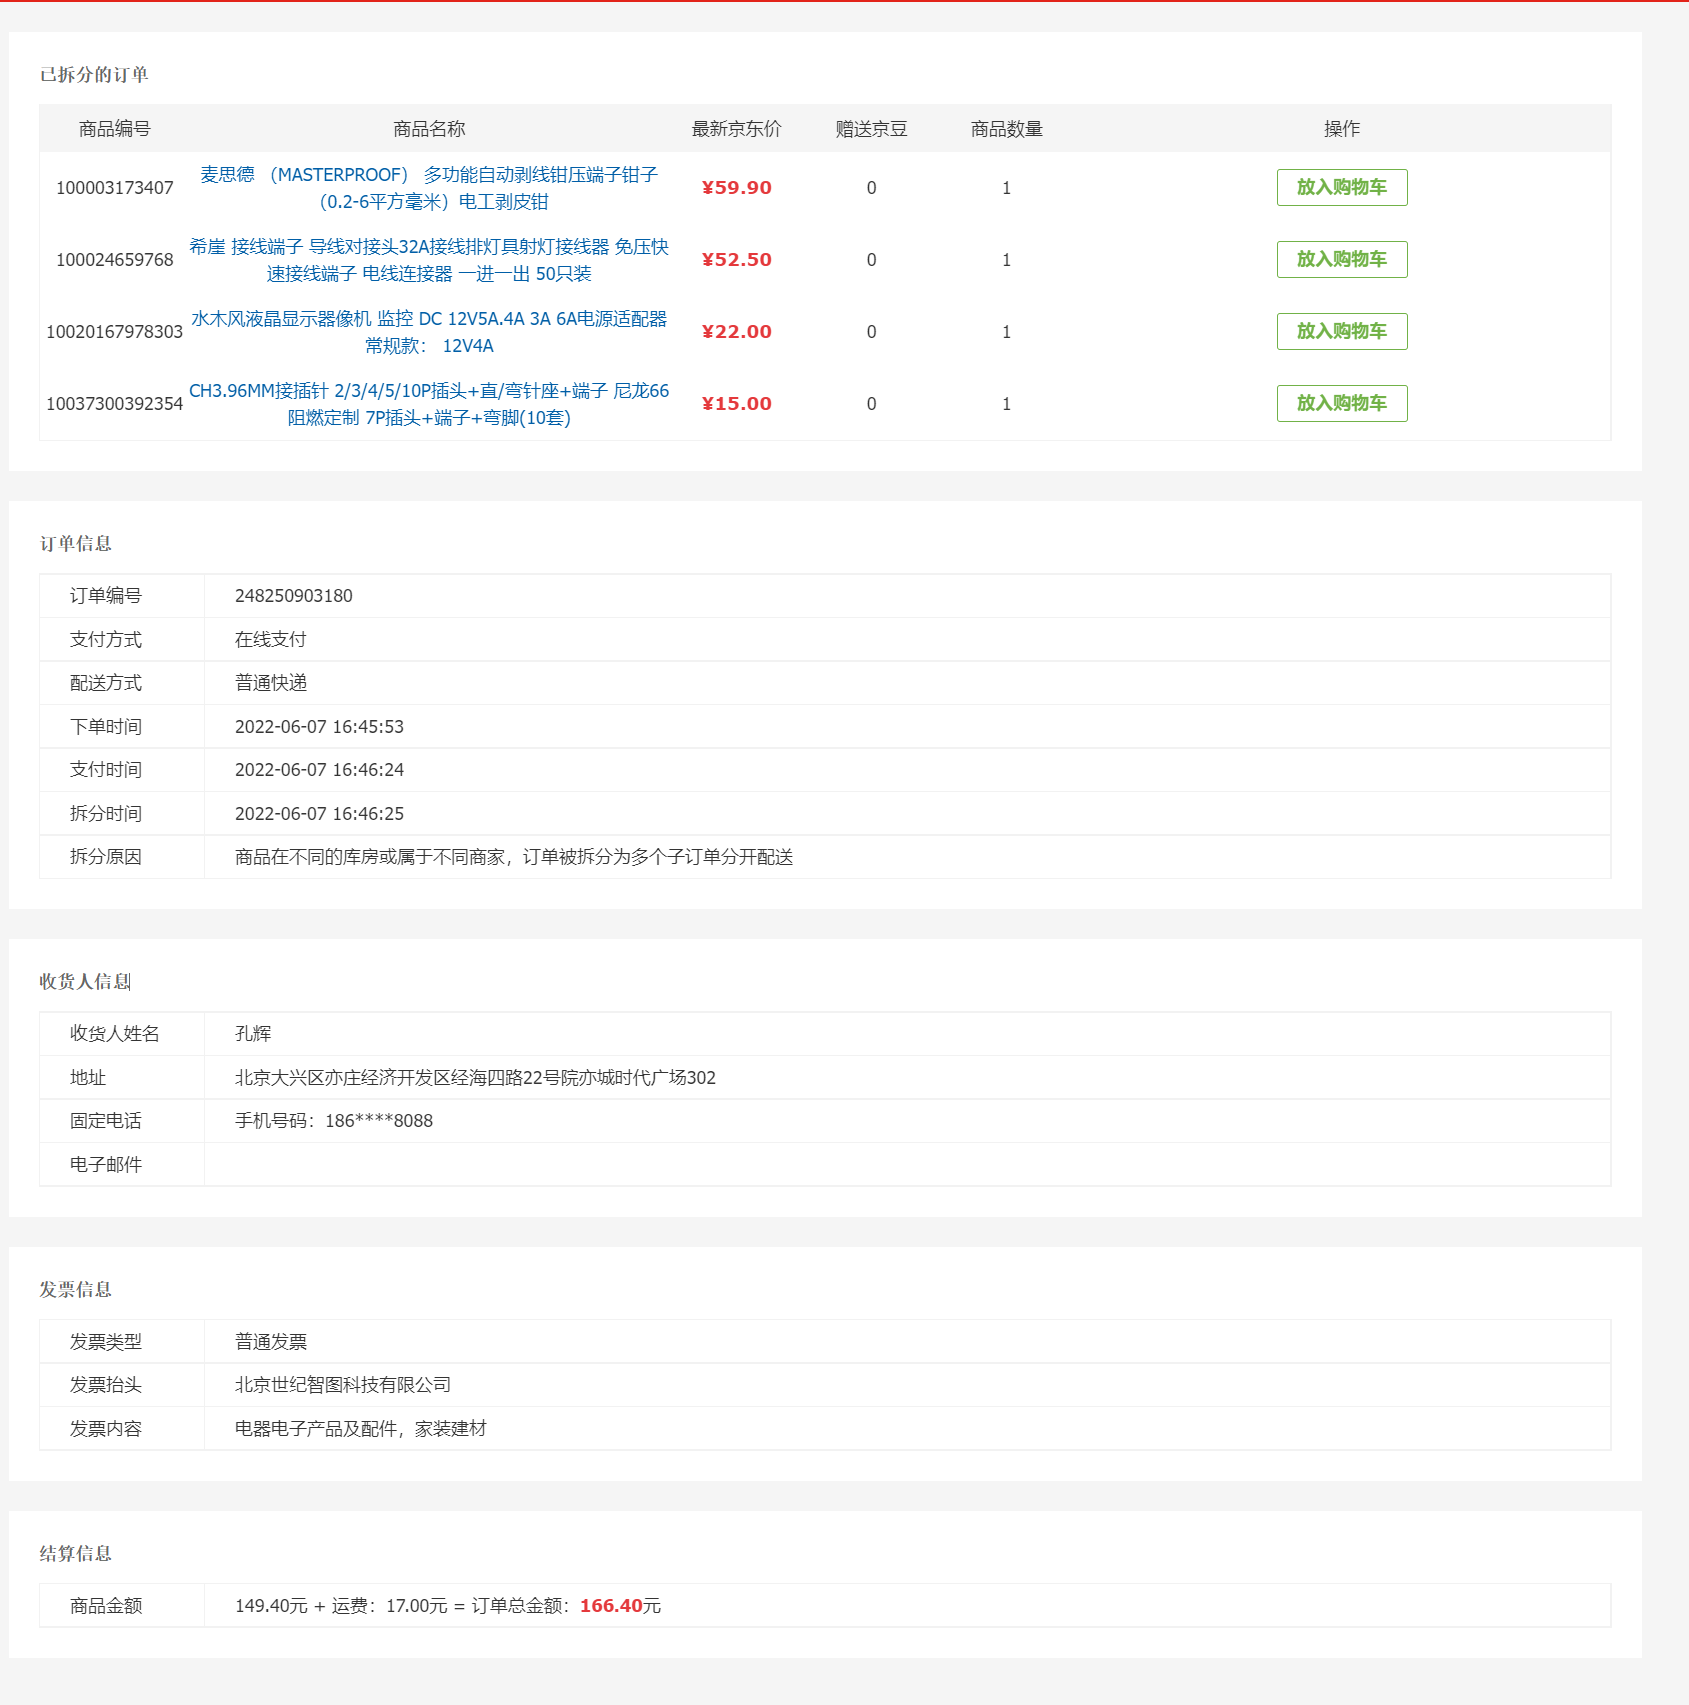 已拆分的订单
商品编号 商品名称 最新京东价 赠送京豆 商品数量 操作
100003173407 麦思德 （MASTERPROOF） 多功能自动剥线钳压端子钳子 ¥59.90 0 1 放入购物车
（0.2-6平方毫米）电工剥皮钳
100024659768 希崖 接线端子 导线对接头32A接线排灯具射灯接线器 免压快 ¥52.50 0 1 放入购物车
速接线端子 电线连接器 一进一出 50只装
10020167978303 水木风液晶显示器像机 监控 DC 12V5A.4A 3A 6A电源适配器 ¥22.00 0 1 放入购物车
常规款： 12V4A
10037300392354 CH3.96MM接插针 2/3/4/5/10P插头+直/弯针座+端子 尼龙66 ¥15.00 0 1 放入购物车
阻燃定制 7P插头+端子+弯脚(10套)
订单信息
订单编号 248250903180
支付方式 在线支付
配送方式 普通快递
下单时间 2022-06-07 16:45:53
支付时间 2022-06-07 16:46:24
拆分时间 2022-06-07 16:46:25
拆分原因 商品在不同的库房或属于不同商家，订单被拆分为多个子订单分开配送
收货人信息
收货人姓名 孔辉
地址 北京大兴区亦庄经济开发区经海四路22号院亦城时代广场302
固定电话 手机号码：186****8088
电子邮件
发票信息
发票类型 普通发票
发票抬头 北京世纪智图科技有限公司
发票内容 电器电子产品及配件，家装建材
结算信息
商品金额 149.40元 + 运费：17.00元 = 订单总金额：166.40元